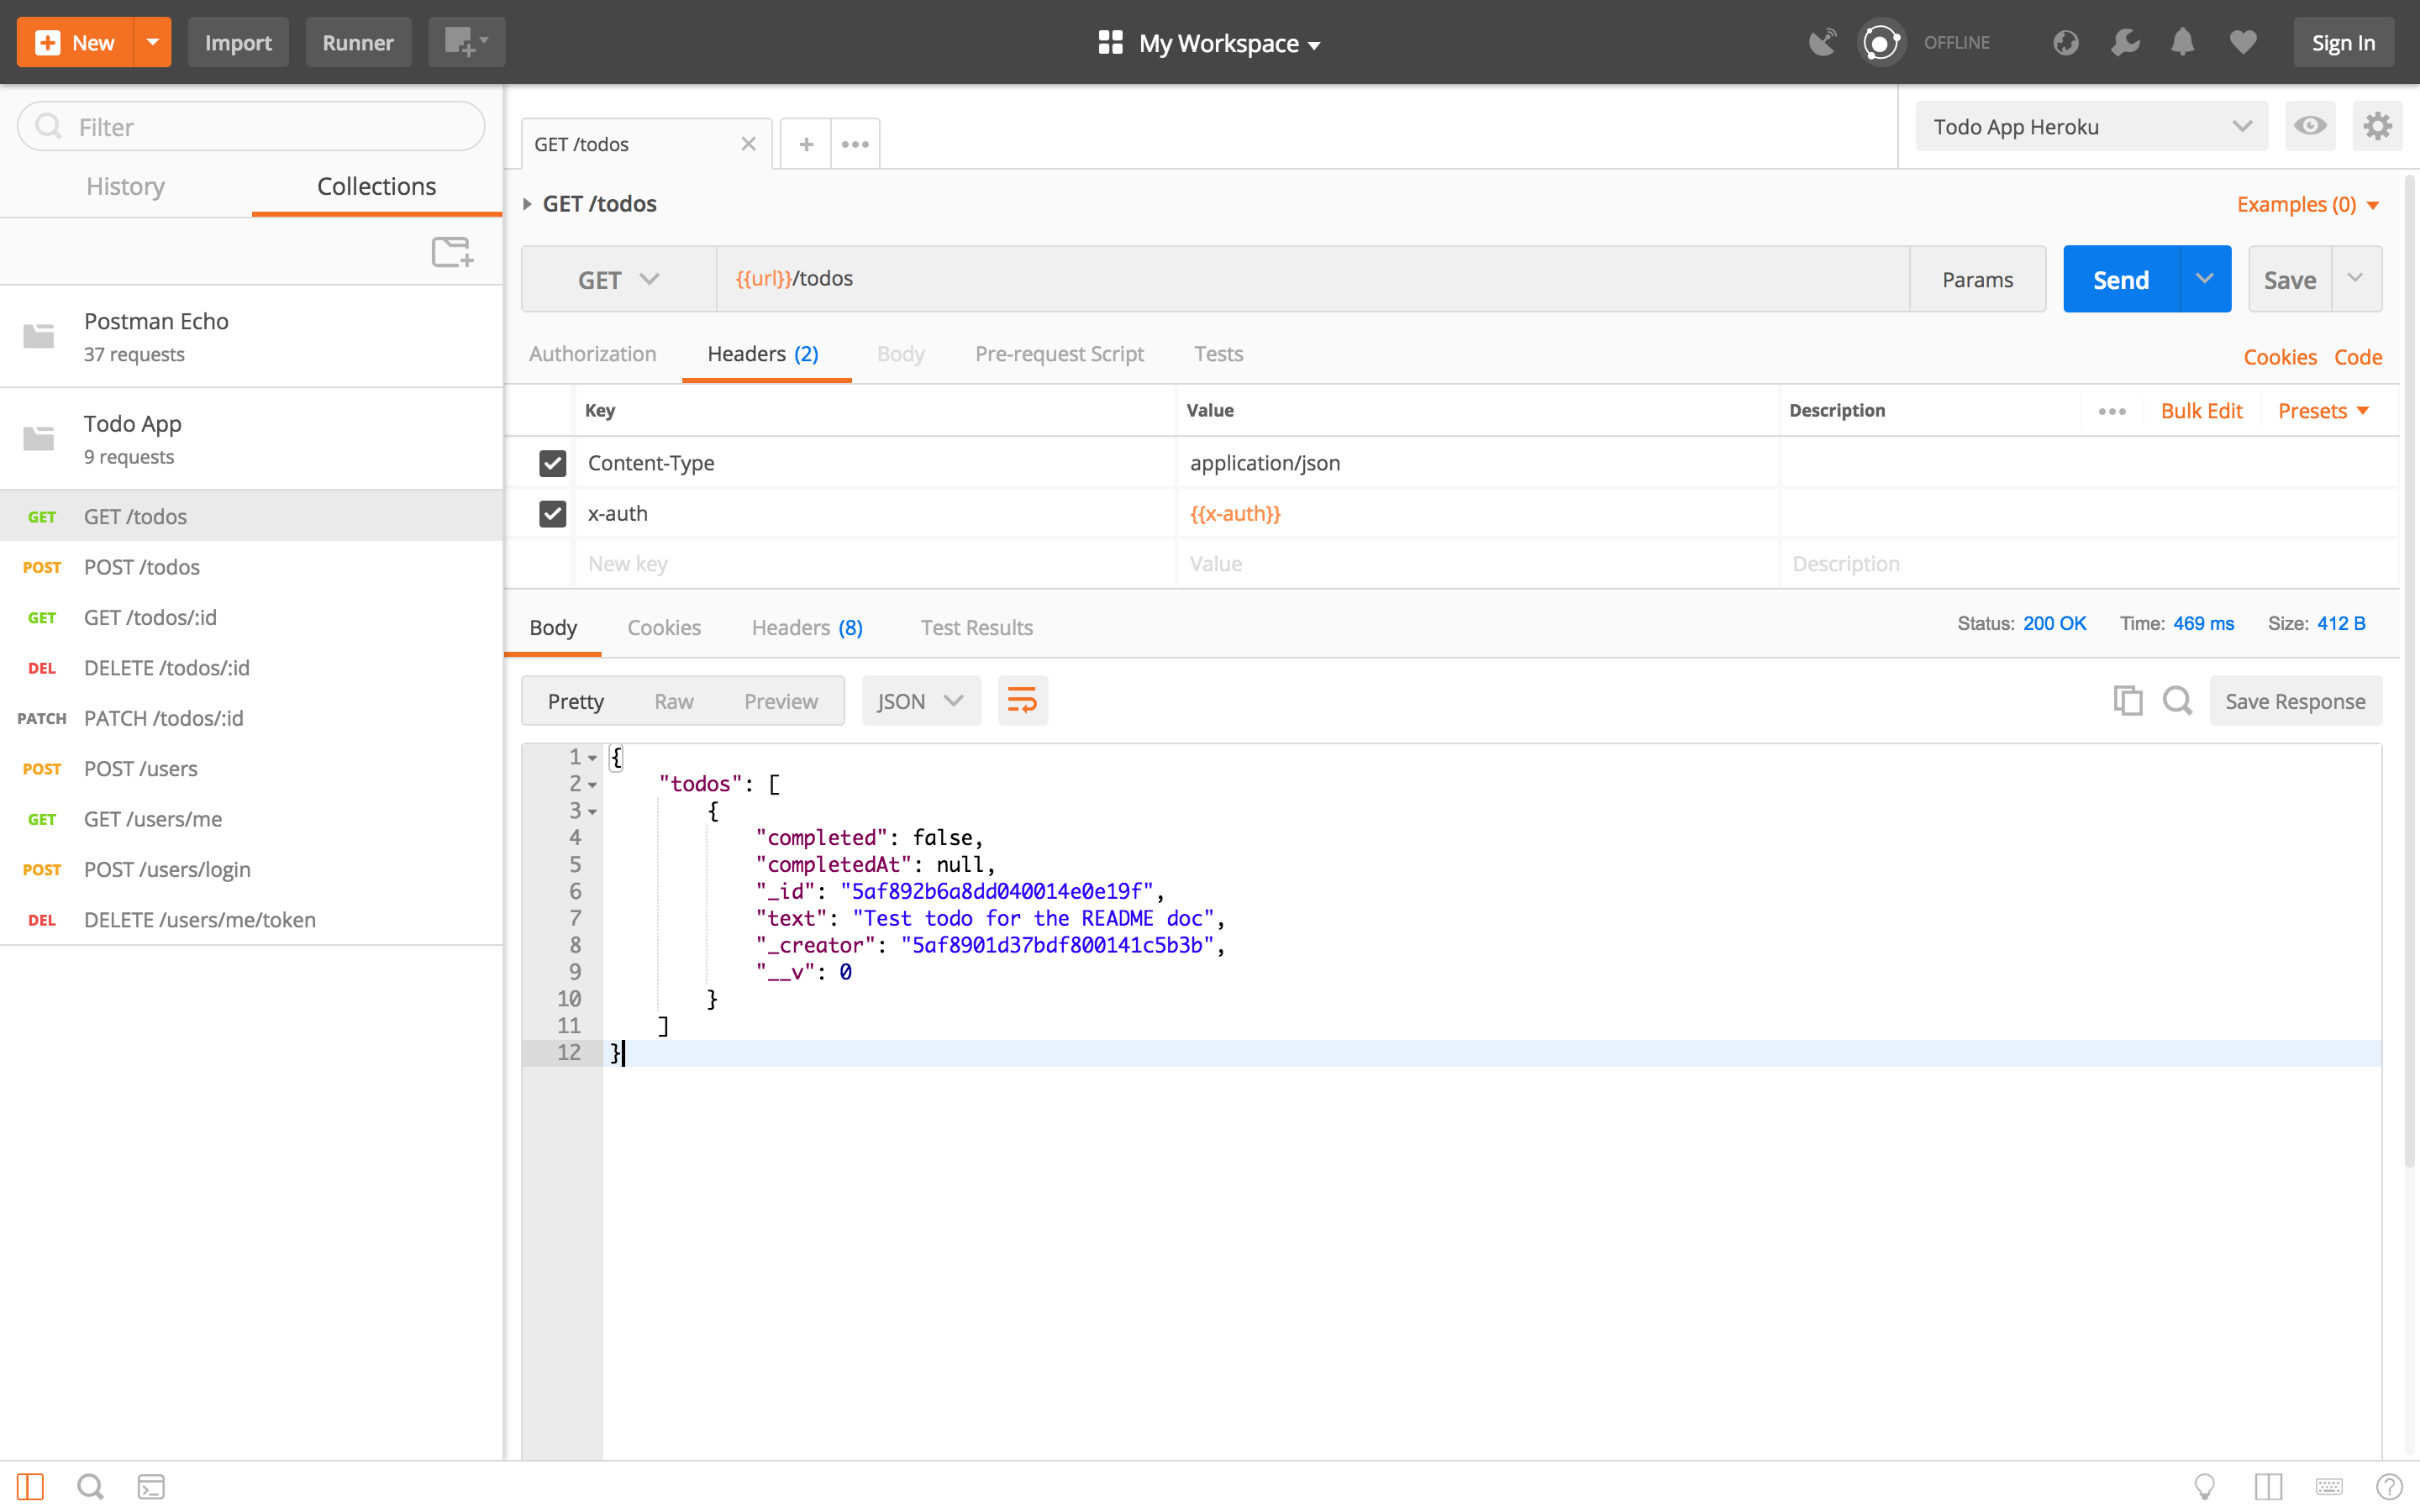 New
Import
Runner
My Workspace
OFFLINE
Sign In
Filter
History
Collections
Postman Echo
37 requests
Todo App
9 requests
GET GET /todos
POST POST /todos
GET GET /todos/:id
DEL DELETE /todos/:id
PATCH PATCH /todos/:id
POST POST /users
GET GET /users/me
POST POST /users/login
DEL DELETE /users/me/token
GET /todos
Todo App Heroku
GET /todos
Examples (0)
GET {{url}}/todos Params Send Save
Authorization Headers (2) Body Pre-request Script Tests Cookies Code
Key Value Description Bulk Edit Presets
Content-Type application/json
x-auth {{x-auth}}
New key Value Description
Body Cookies Headers (8) Test Results Status: 200 OK Time: 469 ms Size: 412 B
Pretty Raw Preview JSON Save Response
1 {
2 "todos": [
3 {
4 "completed": false,
5 "completedAt": null,
6 "_id": "5af892b6a8dd040014e0e19f",
7 "text": "Test todo for the README doc",
8 "_creator": "5af8901d37bdf800141c5b3b",
9 "__v": 0
10 }
11 ]
12 }